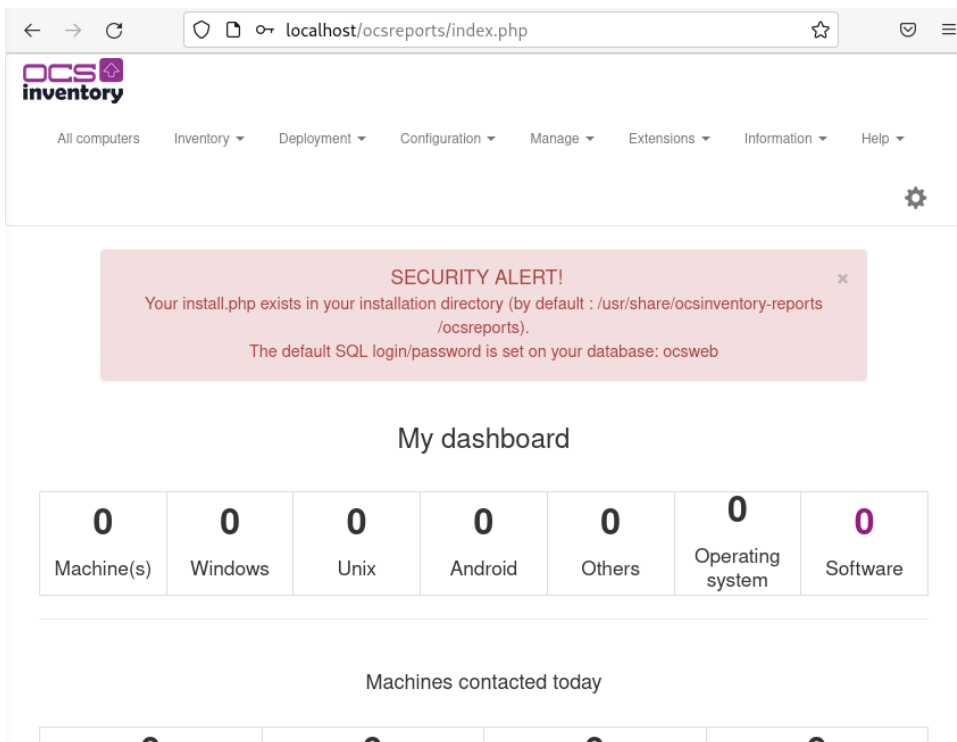 localhost/ocsreports/index.php
OCS
inventory
All computers Inventory Deployment Configuration Manage Extensions Information Help
SECURITY ALERT! ×
Your install.php exists in your installation directory (by default : /usr/share/ocsinventory-reports
/ocsreports).
The default SQL login/password is set on your database: ocsweb
My dashboard
0 0 0 0 0 0 0
Machine(s) Windows Unix Android Others Operating system Software
Machines contacted today